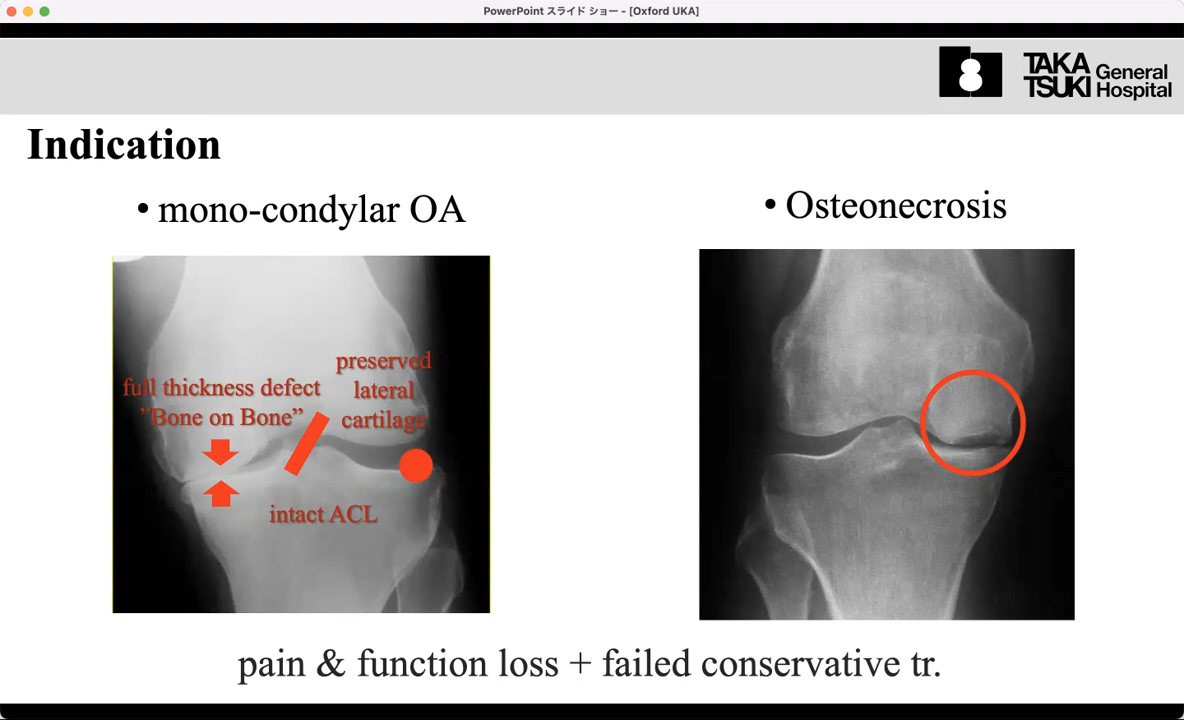 PowerPoint スライド ショー - [Oxford UKA]
TAKA
TSUKI
General
Hospital
Indication
• mono-condylar OA
• Osteonecrosis
full thickness defect
”Bone on Bone”
preserved
lateral
cartilage
intact ACL
pain & function loss + failed conservative tr.